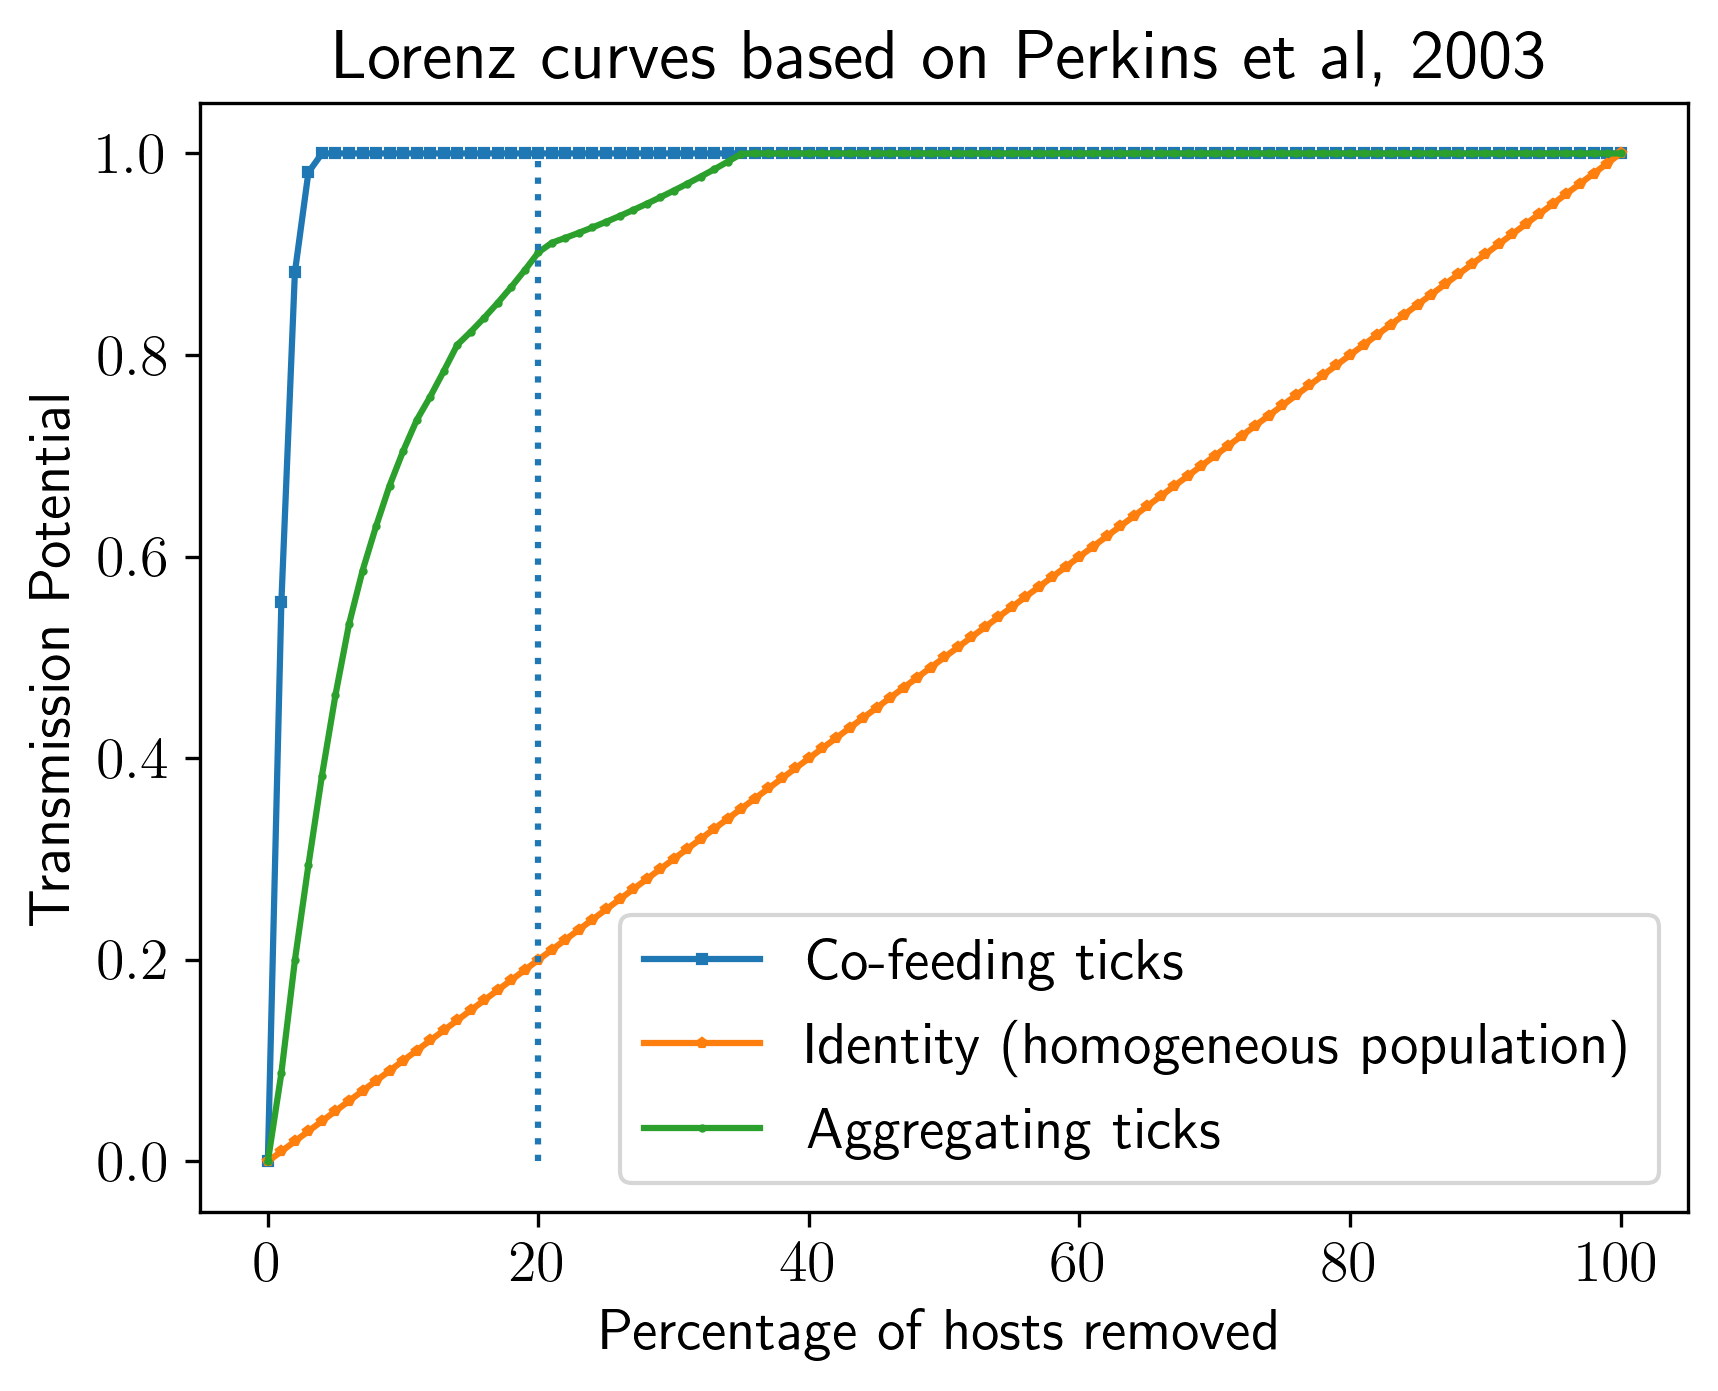 Lorenz curves based on Perkins et al, 2003
Transmission Potential
1.0
0.8
0.6
0.4
0.2
0.0
Co-feeding ticks
Identity (homogeneous population)
Aggregating ticks
0 20 40 60 80 100
Percentage of hosts removed